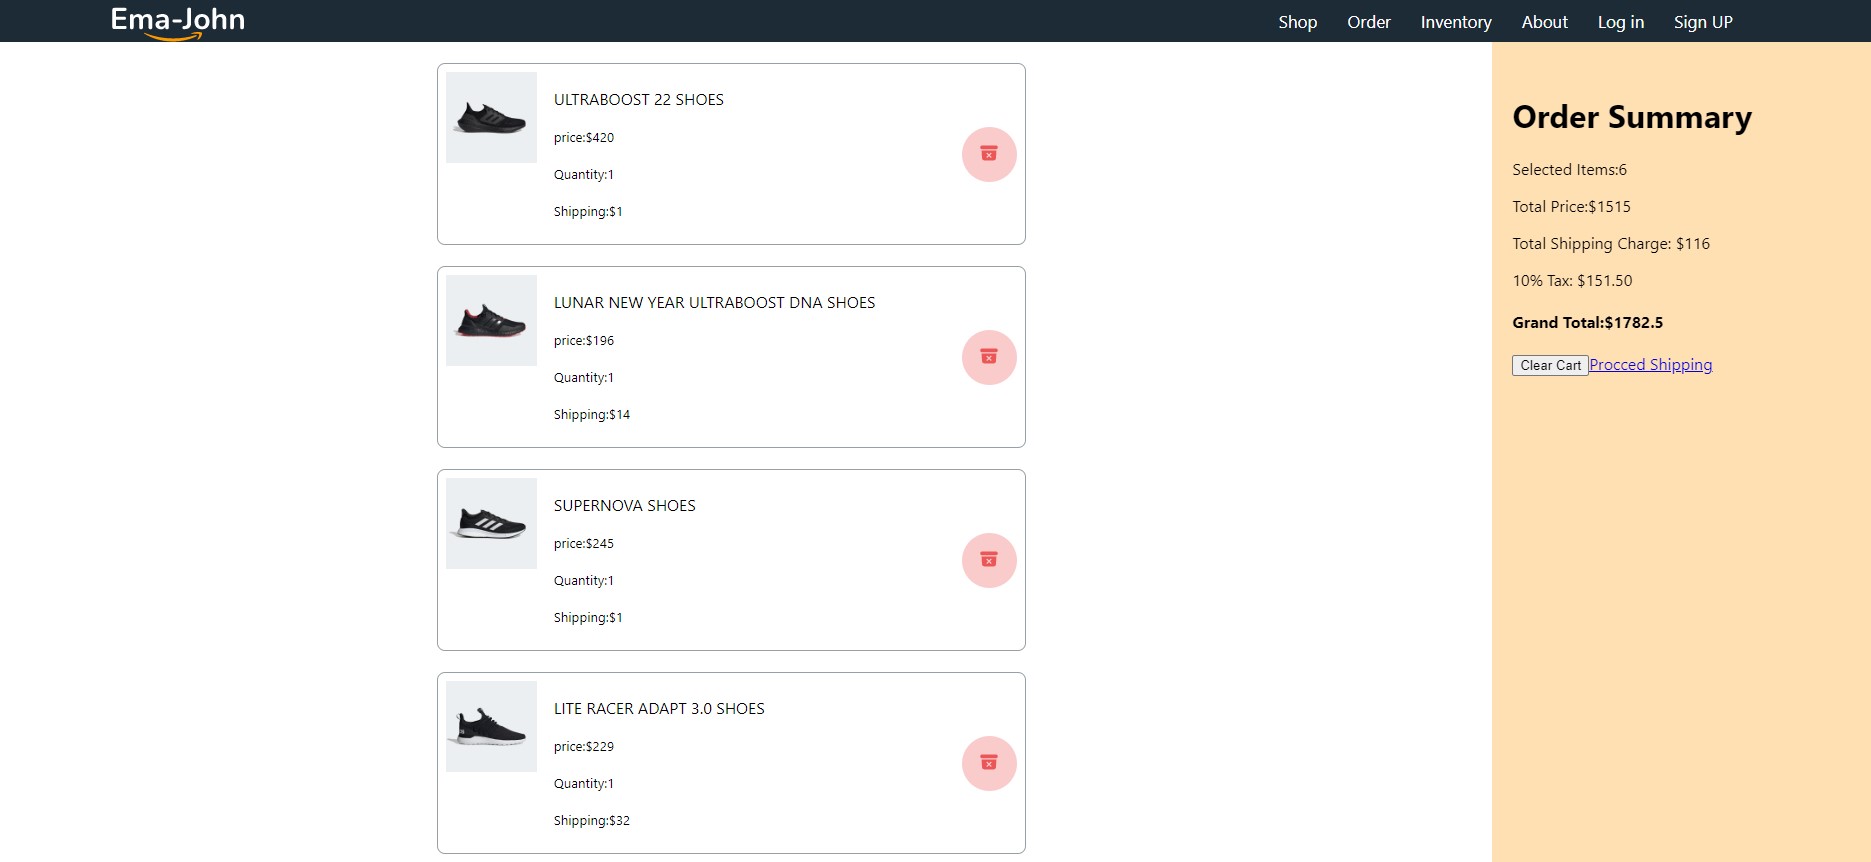 Ema-John
Shop Order Inventory About Log in Sign UP
ULTRABOOST 22 SHOES
price:$420
Quantity:1
Shipping:$1
LUNAR NEW YEAR ULTRABOOST DNA SHOES
price:$196
Quantity:1
Shipping:$14
SUPERNOVA SHOES
price:$245
Quantity:1
Shipping:$1
LITE RACER ADAPT 3.0 SHOES
price:$229
Quantity:1
Shipping:$32
Order Summary
Selected Items:6
Total Price:$1515
Total Shipping Charge: $116
10% Tax: $151.50
Grand Total:$1782.5
Clear Cart Procced Shipping